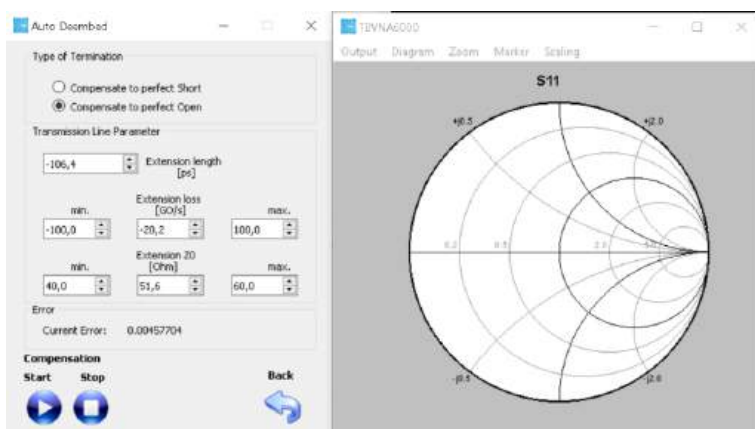 Auto Deembed
Type of Termination
Compensate to perfect Short
Compensate to perfect Open
Transmission Line Parameter
-106,4
Extension length
[ps]
Extension loss
[GO/s]
min.
max.
-100,0
-20,2
100,0
Extension Z0
[Ohm]
min.
max.
40,0
51,6
60,0
Error
Current Error: 0.00457704
Compensation
Start Stop Back
TBVNA6000
Output Diagram Zoom Marker Scaling
S11
+j0.5
+j2.0
0.2 0.5 2.0
-j0.5
-j2.0